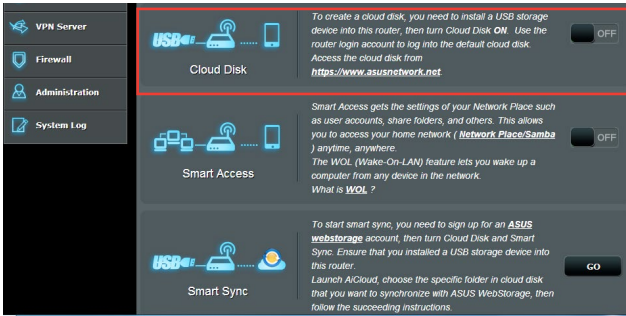 VPN Server
Firewall
Administration
System Log
USB
Cloud Disk
To create a cloud disk, you need to install a USB storage
device into this router, then turn Cloud Disk ON.  Use the
router login account to log into the default cloud disk.
Access the cloud disk from
https://www.asusnetwork.net.
OFF
Smart Access
Smart Access gets the settings of your Network Place such
as user accounts, share folders, and others. This allows
you to access your home network ( Network Place/Samba
) anytime, anywhere.
The WOL (Wake-On-LAN) feature lets you wake up a
computer from any device in the network.
What is WOL ?
OFF
USB
Smart Sync
To start smart sync, you need to sign up for an ASUS
webstorage account, then turn Cloud Disk and Smart
Sync. Ensure that you installed a USB storage device into
this router.
Launch AiCloud, choose the specific folder in cloud disk
that you want to synchronize with ASUS WebStorage, then
follow the succeeding instructions.
GO